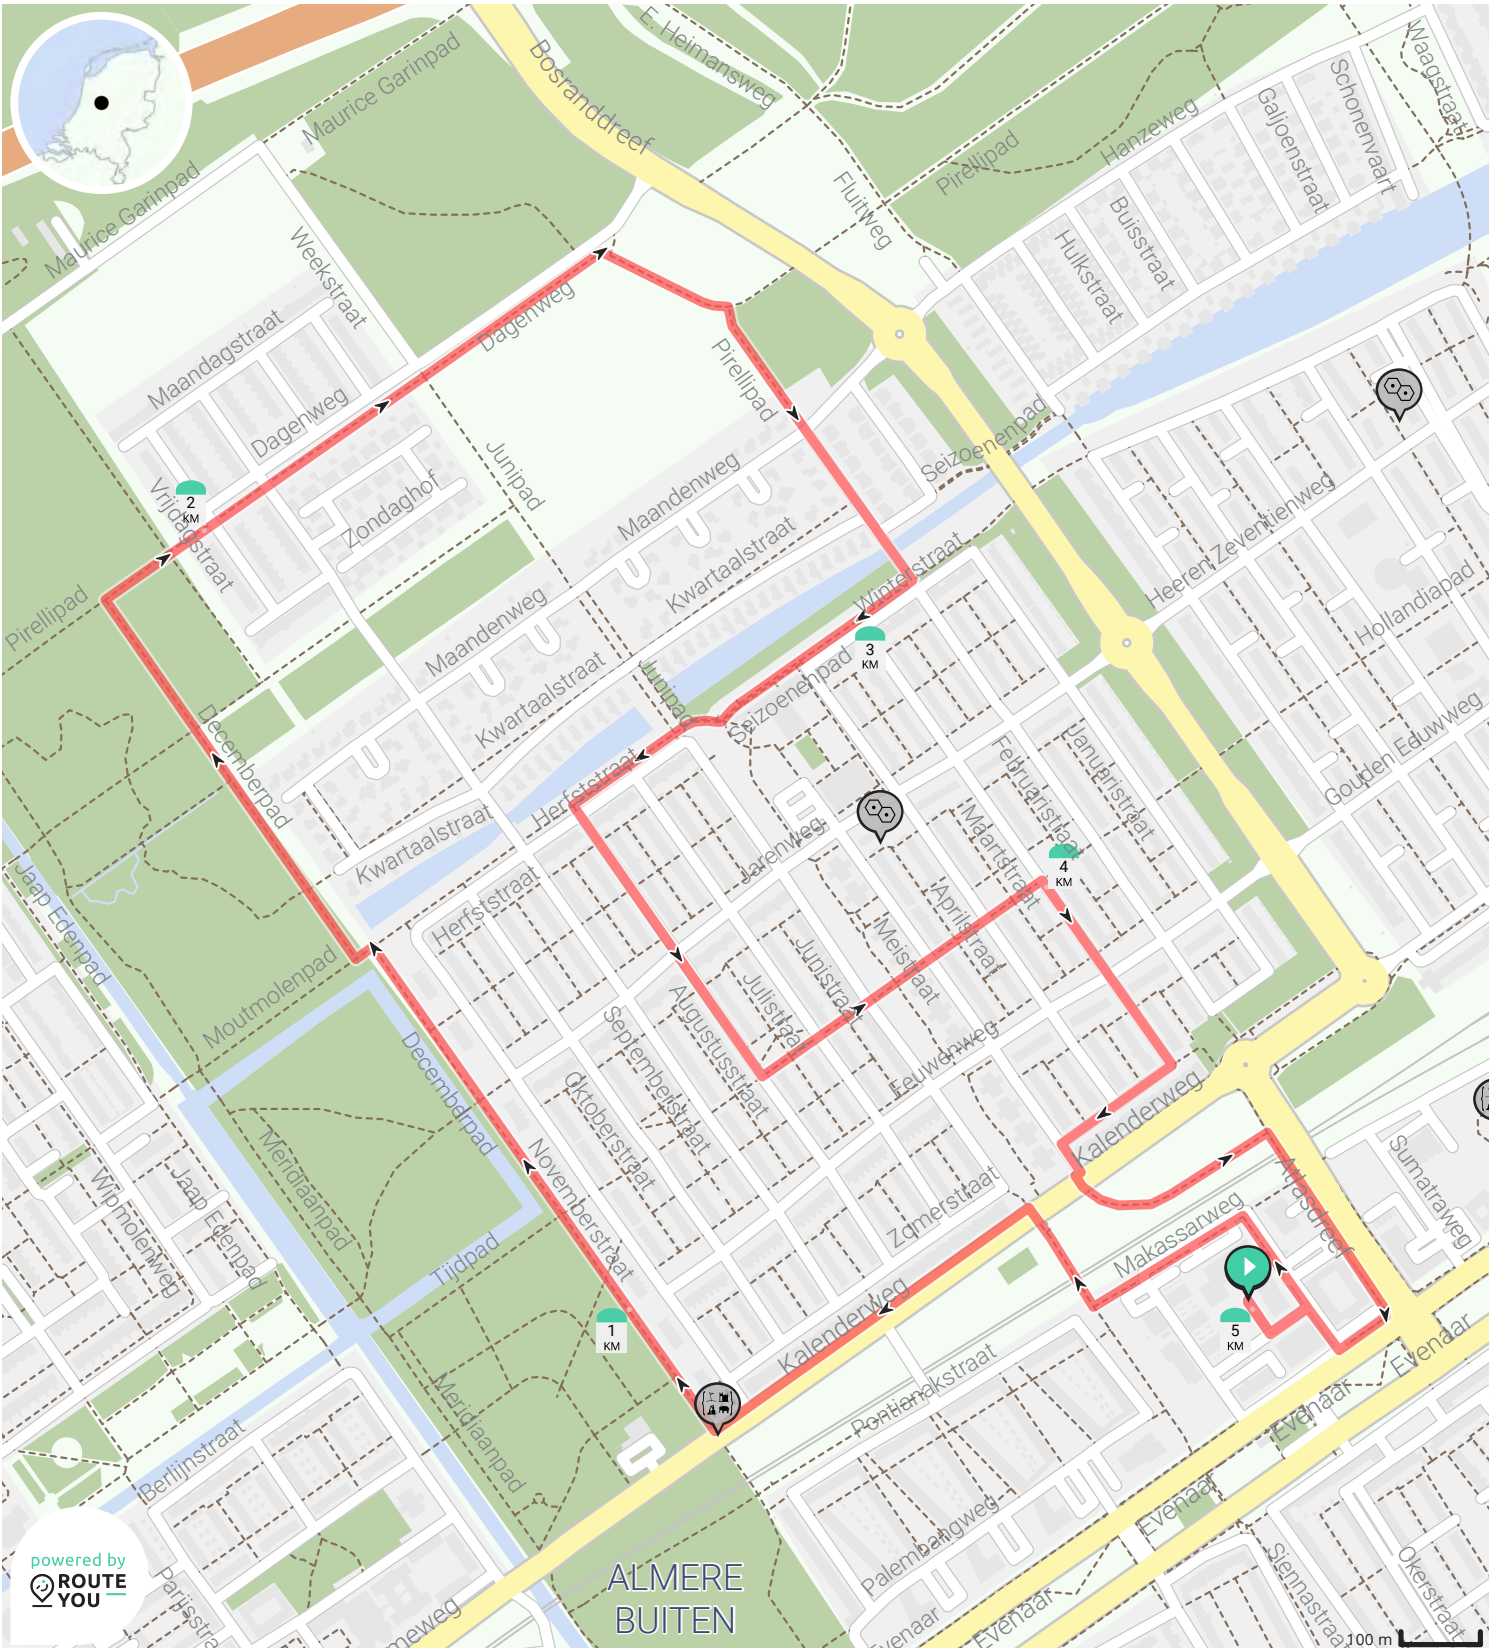 E. Heimansweg
Bosranddreef
Maurice Garinpad
Waagstraat
Schonenvaart
Galjoenstraat
Hanzeweg
Pirellipad
Fluitweg
Maurice Garinpad
Buisstraat
Hulkstraat
Weekstraat
Dagenweg
Maandagstraat
Pirellipad
Dagenweg
Seizoenenpad
Junipad
Maandenweg
Zondaghof
2
KM
Vrijdagstraat
Heeren Zeventienweg
Kwartaalstraat
Winterstraat
Hollandiapad
Pirellipad
Maandenweg
3
KM
Junipad
Kwartaalstraat
Seizoenenpad
Decemberpad
Gouden Eeuwweg
Januaristraat
Februaristraat
Herfststraat
Maartstraat
Kwartaalstraat
Jarenweg
4
KM
Jaap Edenpad
Herfststraat
Aprilstraat
Meistraat
Junistraat
Julistraat
Moutmolenpad
Augustusstraat
Septemberstraat
Eeuwenweg
Decemberpad
Oktoberstraat
Kalenderweg
Meridiaanpad
Novemberstraat
Sumatraweg
Wipmolenweg
Jaap Edenpad
Zomerstraat
Atlasdreef
Makassarweg
Tijdpad
Kalenderweg
1
KM
5
KM
Evenaar
Pontianakstraat
Meridiaanpad
Evenaar
Berlijnstraat
Evenaar
Palembangweg
powered by
ROUTE
YOU
ALMERE
BUITEN
Parijsstra
meweg
Evenaar
Evenaar
Siennastra
Okerstraat
100 m